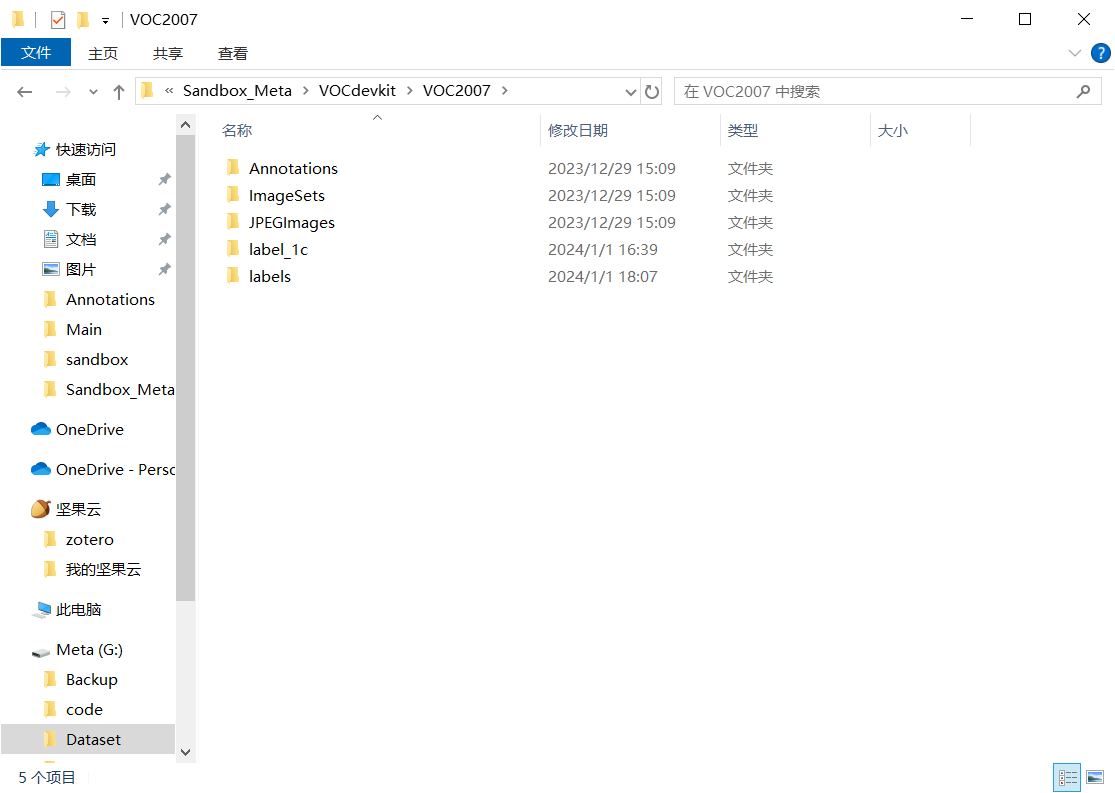 VOC2007
文件 主页 共享 查看
« Sandbox_Meta › VOCdevkit › VOC2007 › 在 VOC2007 中搜索
名称 修改日期 类型 大小
Annotations 2023/12/29 15:09 文件夹
ImageSets 2023/12/29 15:09 文件夹
JPEGImages 2023/12/29 15:09 文件夹
label_1c 2024/1/1 16:39 文件夹
labels 2024/1/1 18:07 文件夹
快速访问
桌面
下载
文档
图片
Annotations
Main
sandbox
Sandbox_Meta
OneDrive
OneDrive - Persc
坚果云
zotero
我的坚果云
此电脑
Meta (G:)
Backup
code
Dataset
5 个项目